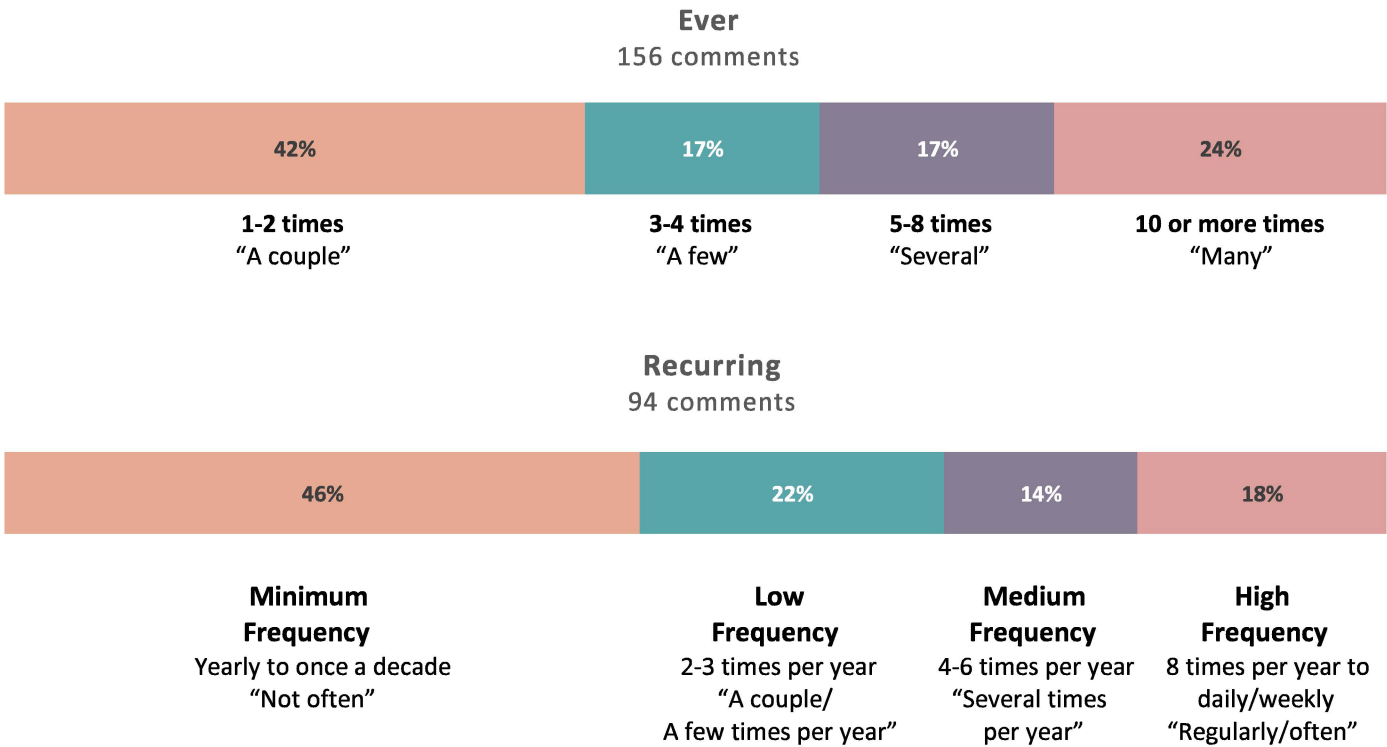 Ever
156 comments
42%
17%
17%
24%
1-2 times
“A couple”
3-4 times
“A few”
5-8 times
“Several”
10 or more times
“Many”
Recurring
94 comments
46%
22%
14%
18%
Minimum
Frequency
Yearly to once a decade
“Not often”
Low
Frequency
2-3 times per year
“A couple/
A few times per year”
Medium
Frequency
4-6 times per year
“Several times
per year”
High
Frequency
8 times per year to
daily/weekly
“Regularly/often”